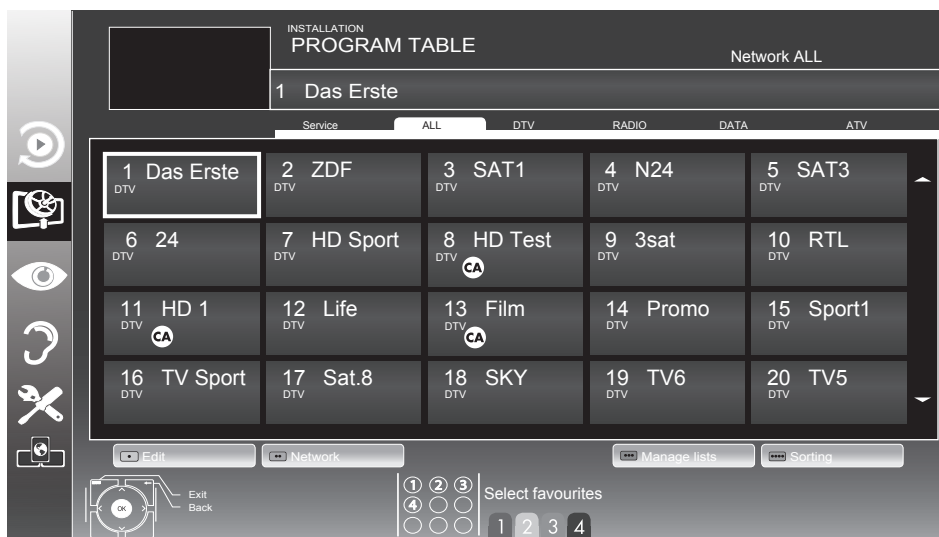 INSTALLATION
PROGRAM TABLE
Network ALL
1 Das Erste
Service ALL DTV RADIO DATA ATV
1 Das Erste 2 ZDF 3 SAT1 4 N24 5 SAT3
DTV DTV DTV DTV DTV
6 24 7 HD Sport 8 HD Test 9 3sat 10 RTL
DTV DTV DTV DTV DTV
CA
11 HD 1 12 Life 13 Film 14 Promo 15 Sport1
DTV DTV DTV DTV DTV
CA CA
16 TV Sport 17 Sat.8 18 SKY 19 TV6 20 TV5
DTV DTV DTV DTV DTV
Edit Network Manage lists Sorting
Exit
Back
OK
1 2 3
4
Select favourites
1 2 3 4